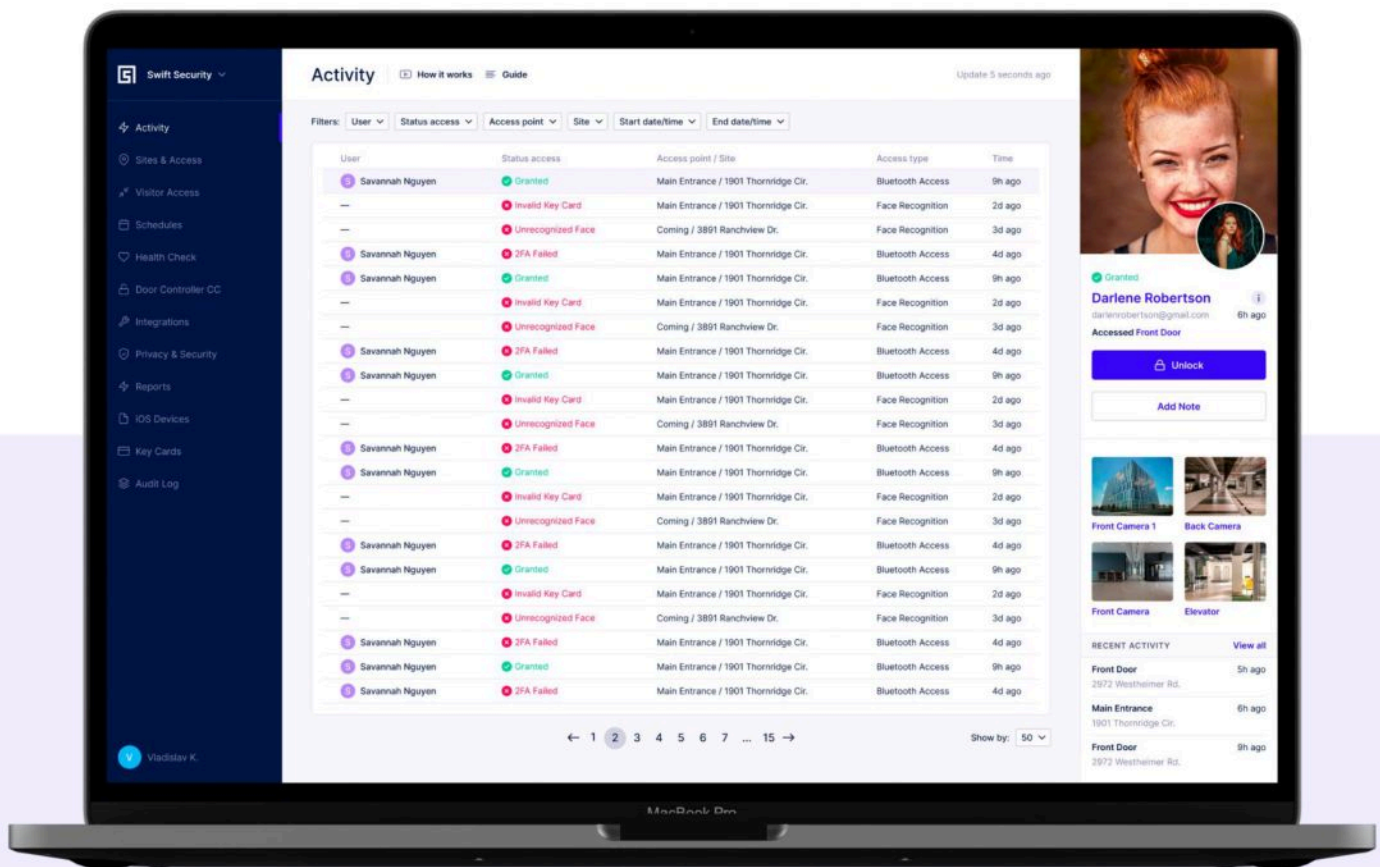 Swift Security
Activity
Sites & Access
Visitor Access
Schedules
Health Check
Door Controller CC
Integrations
Privacy & Security
Reports
iOS Devices
Key Cards
Audit Log
V Vladislav K.
Activity How it works Guide Update 5 seconds ago
Filters: User Status access Access point Site Start date/time End date/time
User Status access Access point / Site Access type Time
S Savannah Nguyen Granted Main Entrance / 1901 Thornridge Cir. Bluetooth Access 9h ago
— Invalid Key Card Main Entrance / 1901 Thornridge Cir. Face Recognition 2d ago
— Unrecognized Face Coming / 3891 Ranchview Dr. Face Recognition 3d ago
S Savannah Nguyen 2FA Failed Main Entrance / 1901 Thornridge Cir. Bluetooth Access 4d ago
S Savannah Nguyen Granted Main Entrance / 1901 Thornridge Cir. Bluetooth Access 9h ago
— Invalid Key Card Main Entrance / 1901 Thornridge Cir. Face Recognition 2d ago
— Unrecognized Face Coming / 3891 Ranchview Dr. Face Recognition 3d ago
S Savannah Nguyen 2FA Failed Main Entrance / 1901 Thornridge Cir. Bluetooth Access 4d ago
S Savannah Nguyen Granted Main Entrance / 1901 Thornridge Cir. Bluetooth Access 9h ago
— Invalid Key Card Main Entrance / 1901 Thornridge Cir. Face Recognition 2d ago
— Unrecognized Face Coming / 3891 Ranchview Dr. Face Recognition 3d ago
S Savannah Nguyen 2FA Failed Main Entrance / 1901 Thornridge Cir. Bluetooth Access 4d ago
S Savannah Nguyen Granted Main Entrance / 1901 Thornridge Cir. Bluetooth Access 9h ago
— Invalid Key Card Main Entrance / 1901 Thornridge Cir. Face Recognition 2d ago
— Unrecognized Face Coming / 3891 Ranchview Dr. Face Recognition 3d ago
S Savannah Nguyen 2FA Failed Main Entrance / 1901 Thornridge Cir. Bluetooth Access 4d ago
S Savannah Nguyen Granted Main Entrance / 1901 Thornridge Cir. Bluetooth Access 9h ago
— Invalid Key Card Main Entrance / 1901 Thornridge Cir. Face Recognition 2d ago
— Unrecognized Face Coming / 3891 Ranchview Dr. Face Recognition 3d ago
S Savannah Nguyen 2FA Failed Main Entrance / 1901 Thornridge Cir. Bluetooth Access 4d ago
S Savannah Nguyen Granted Main Entrance / 1901 Thornridge Cir. Bluetooth Access 9h ago
S Savannah Nguyen 2FA Failed Main Entrance / 1901 Thornridge Cir. Bluetooth Access 4d ago
← 1 2 3 4 5 6 7 ... 15 → Show by: 50
Granted
Darlene Robertson
darlenrobertson@gmail.com 6h ago
Accessed Front Door
Unlock
Add Note
Front Camera 1 Back Camera
Front Camera Elevator
RECENT ACTIVITY View all
Front Door 5h ago
2972 Westheimer Rd.
Main Entrance 6h ago
1901 Thornridge Cir.
Front Door 9h ago
2972 Westheimer Rd.
MacBook Pro